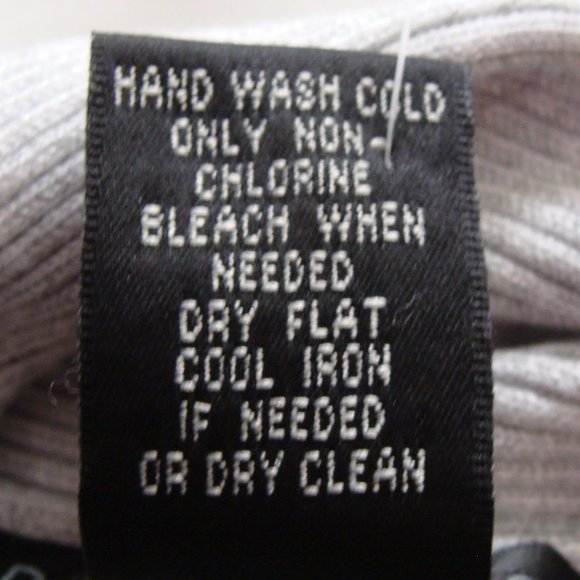 HAND WASH COLD
ONLY NON-
CHLORINE
BLEACH WHEN
NEEDED
DRY FLAT
COOL IRON
IF NEEDED
OR DRY CLEAN